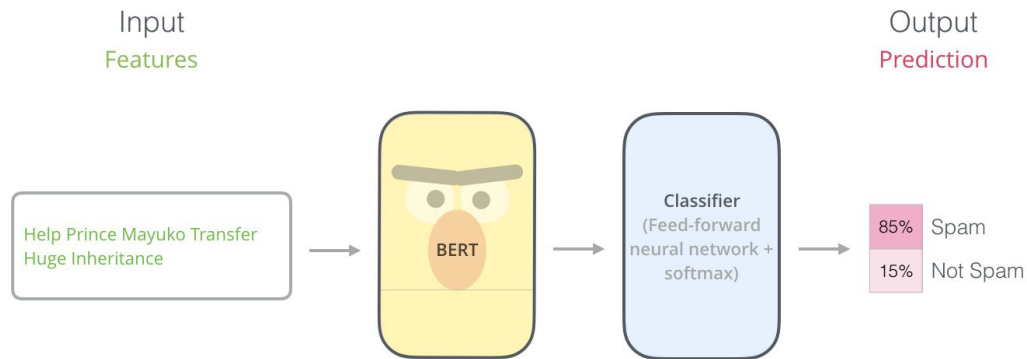 Input
Features
Output
Prediction
Help Prince Mayuko Transfer
Huge Inheritance
BERT
Classifier
(Feed-forward
neural network +
softmax)
85% Spam
15% Not Spam